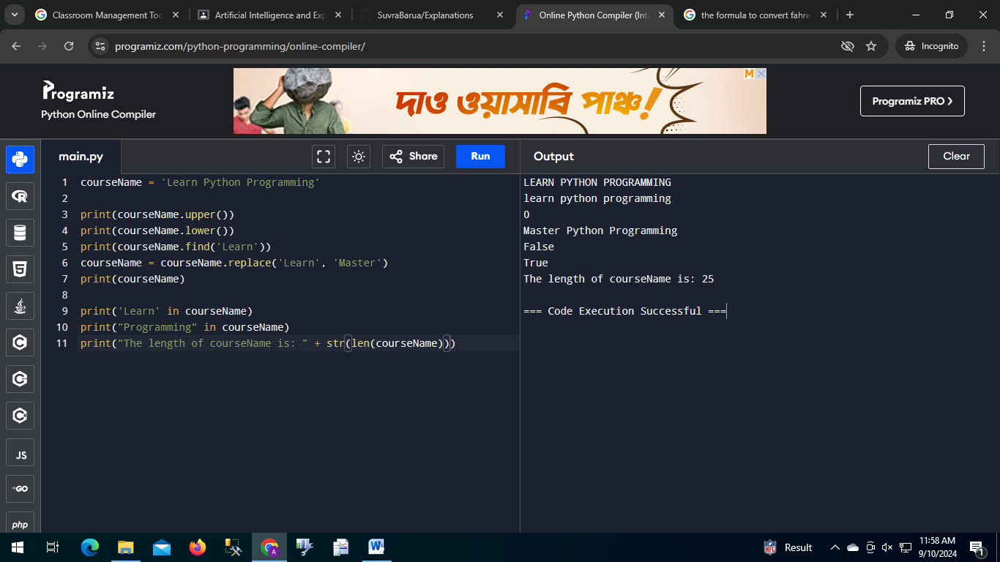 Classroom Management Too
Artificial Intelligence and Exp
SuvraBarua/Explanations
Online Python Compiler (Int
the formula to convert fahre
programiz.com/python-programming/online-compiler/
Incognito
Programiz
Python Online Compiler
দাও ওয়াসাবি পাঞ্চ!
Programiz PRO >
main.py
Share
Run
Output
Clear
1 courseName = 'Learn Python Programming'
2
3 print(courseName.upper())
4 print(courseName.lower())
5 print(courseName.find('Learn'))
6 courseName = courseName.replace('Learn', 'Master')
7 print(courseName)
8
9 print('Learn' in courseName)
10 print("Programming" in courseName)
11 print("The length of courseName is: " + str(len(courseName)))
LEARN PYTHON PROGRAMMING
learn python programming
0
Master Python Programming
False
True
The length of courseName is: 25
=== Code Execution Successful ===
JS
GO
php
Result
11:58 AM
9/10/2024
1